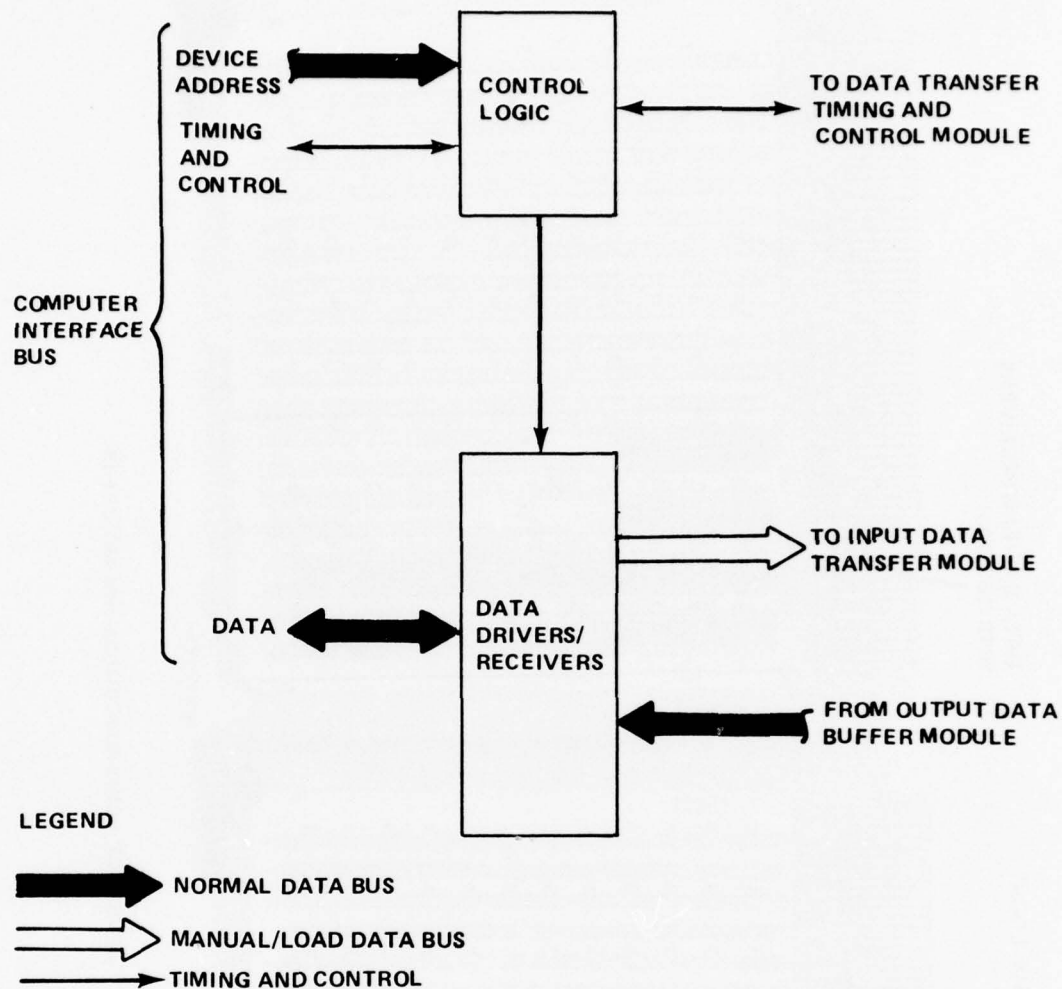 DEVICE
ADDRESS
TIMING
AND
CONTROL
CONTROL
LOGIC
TO DATA TRANSFER
TIMING AND
CONTROL MODULE
COMPUTER
INTERFACE
BUS
TO INPUT DATA
TRANSFER MODULE
DATA
DATA
DRIVERS/
RECEIVERS
FROM OUTPUT DATA
BUFFER MODULE
LEGEND
NORMAL DATA BUS
MANUAL/LOAD DATA BUS
TIMING AND CONTROL